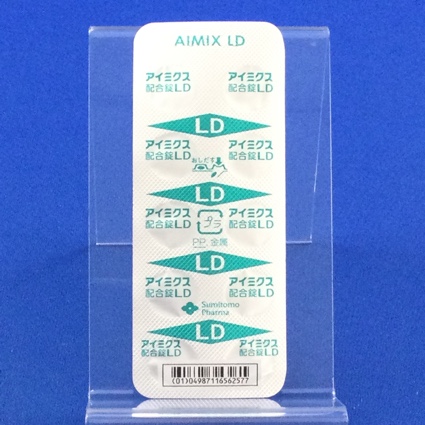 AIMIX LD
アイミクス アイミクス
配合錠LD 配合錠LD
LD
アイミクス アイミクス
配合錠LD 配合錠LD
おしだす
LD
アイミクス アイミクス
配合錠LD 配合錠LD
プラ
PP 金属
LD
アイミクス アイミクス
配合錠LD 配合錠LD
Sumitomo
Pharma
LD
アイミクス アイミクス
配合錠LD 配合錠LD
(01)04987116562577